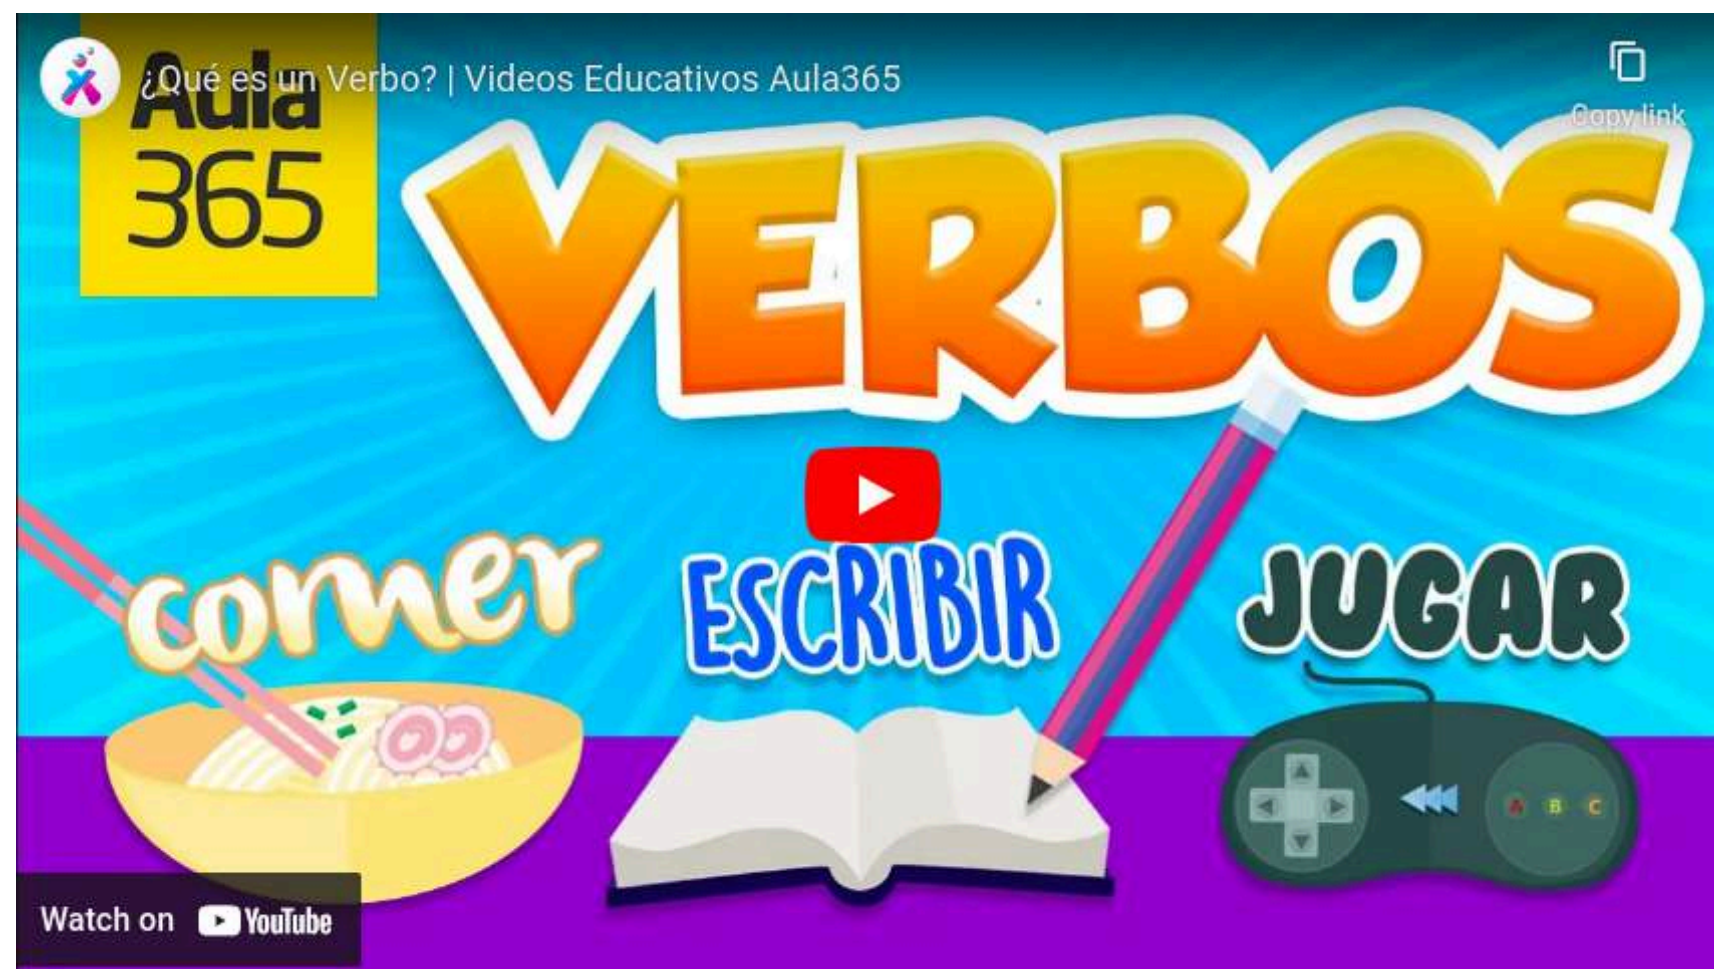 ¿Qué es un Verbo? | Videos Educativos Aula365
Copy link
Aula
365
VERBOS
comer
ESCRIBIR
JUGAR
A B C
Watch on YouTube